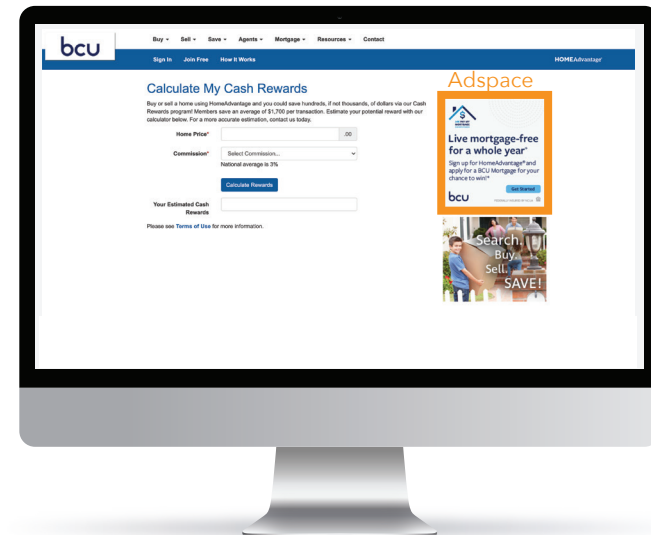 bcu
Buy Sell Save Agents Mortgage Resources Contact
Sign In Join Free How It Works
HOMEAdvantage®
Calculate My Cash Rewards
Buy or sell a home using HomeAdvantage and you could save hundreds, if not thousands, of dollars via our Cash
Rewards program! Members save an average of $1,700 per transaction. Estimate your potential reward with our
calculator below. For a more accurate estimation, contact us today.
Home Price*
.00
Commission*
Select Commission...
National average is 3%
Calculate Rewards
Your Estimated Cash
Rewards
Please see Terms of Use for more information.
Adspace
Live mortgage-free
for a whole year*
Sign up for HomeAdvantage® and
apply for a BCU Mortgage for your
chance to win!*
Get Started
bcu
Search.
Buy.
Sell.
SAVE!